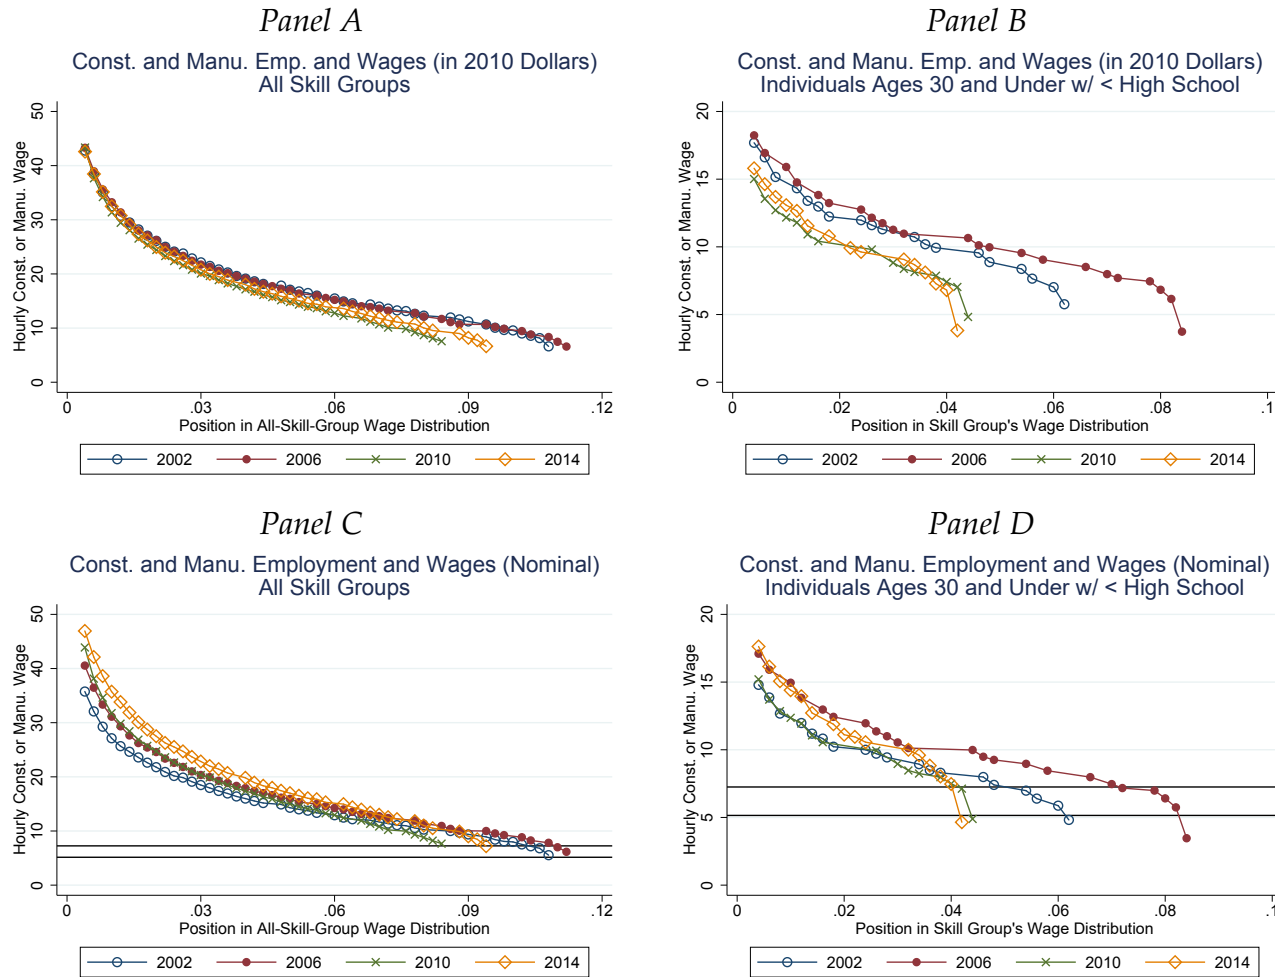 Panel A
Const. and Manu. Emp. and Wages (in 2010 Dollars)
All Skill Groups
Hourly Const. or Manu. Wage
50
40
30
20
10
0
0 .03 .06 .09 .12
Position in All-Skill-Group Wage Distribution
2002 2006 2010 2014
Panel B
Const. and Manu. Emp. and Wages (in 2010 Dollars)
Individuals Ages 30 and Under w/ < High School
Hourly Const. or Manu. Wage
20
15
10
5
0
0 .02 .04 .06 .08 .1
Position in Skill Group's Wage Distribution
2002 2006 2010 2014
Panel C
Const. and Manu. Employment and Wages (Nominal)
All Skill Groups
Hourly Const. or Manu. Wage
50
40
30
20
10
0
0 .03 .06 .09 .12
Position in All-Skill-Group Wage Distribution
2002 2006 2010 2014
Panel D
Const. and Manu. Employment and Wages (Nominal)
Individuals Ages 30 and Under w/ < High School
Hourly Const. or Manu. Wage
20
15
10
5
0
0 .02 .04 .06 .08 .1
Position in Skill Group's Wage Distribution
2002 2006 2010 2014